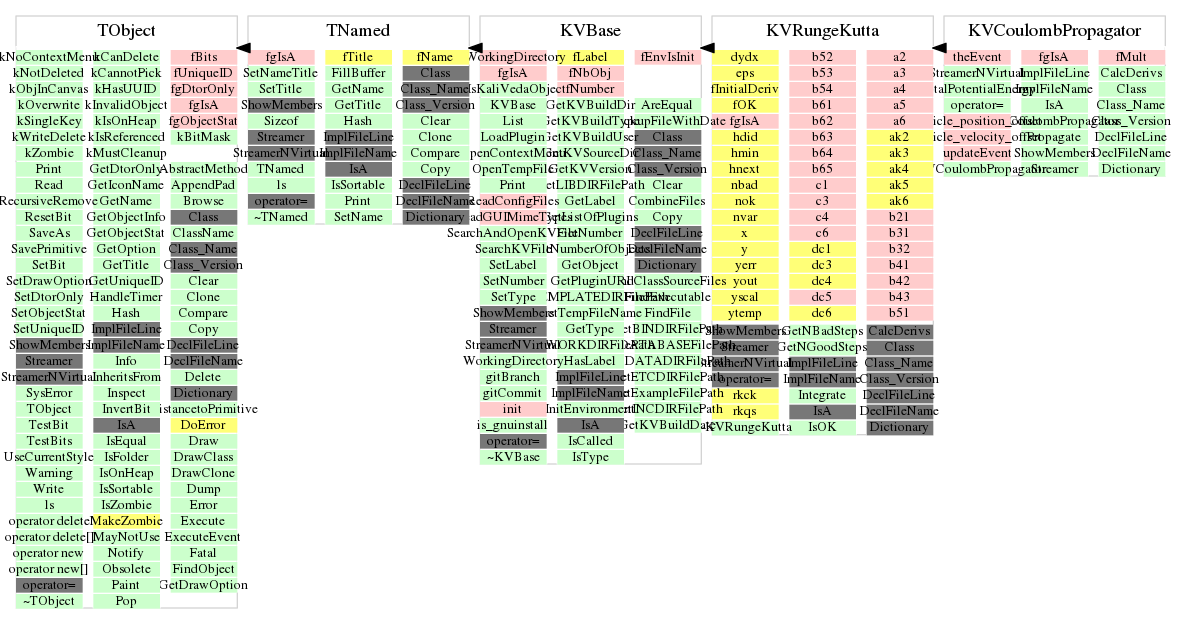 TObject
kNoContextMenu kCanDelete fBits
kNotDeleted kCannotPick fUniqueID
kObjInCanvas kHasUUID fgDtorOnly
kOverwrite kInvalidObject fgIsA
kSingleKey kIsOnHeap fgObjectStat
kWriteDelete kIsReferenced kBitMask
kZombie kMustCleanup
Print GetDtorOnly AbstractMethod
Read GetIconName AppendPad
RecursiveRemove GetName Browse
ResetBit GetObjectInfo Class
SaveAs GetObjectStat ClassName
SavePrimitive GetOption Class_Name
SetBit GetTitle Class_Version
SetDrawOption GetUniqueID Clear
SetDtorOnly HandleTimer Clone
SetObjectStat Hash Compare
SetUniqueID ImplFileLine Copy
ShowMembers ImplFileName DeclFileLine
Streamer Info DeclFileName
StreamerNVirtual InheritsFrom Delete
SysError Inspect Dictionary
TObject InvertBit istancetoPrimitive
TestBit IsA DoError
TestBits IsEqual Draw
UseCurrentStyle IsFolder DrawClass
Warning IsOnHeap DrawClone
Write IsSortable Dump
ls IsZombie Error
operator delete MakeZombie Execute
operator delete[] MayNotUse ExecuteEvent
operator new Notify Fatal
operator new[] Obsolete FindObject
operator= Paint GetDrawOption
~TObject Pop
TNamed
fgIsA fTitle fName
SetNameTitle FillBuffer Class
SetTitle GetName Class_Name
ShowMembers GetTitle Class_Version
Sizeof Hash Clear
Streamer ImplFileLine Clone
StreamerNVirtual ImplFileName Compare
TNamed IsA Copy
ls IsSortable DeclFileLine
operator= Print DeclFileName
~TNamed SetName Dictionary
KVBase
WorkingDirectory fLabel fEnvIsInit
fgIsA fNbObj
IsKaliVedaObject fNumber
KVBase GetKVBuildDir AreEqual
List GetKVBuildType
LoadPlugin GetKVBuildUser Class
OpenContextMenu GetKVSourceDir Class_Name
OpenTempFile GetKVVersion Class_Version
Print etLIBDIRFilePath Clear
ReadConfigFiles GetLabel CombineFiles
adGUIMimeTypes ListOfPlugins Copy
SearchAndOpenKVFile GetNumber DeclFileLine
SearchKVFile NumberOfObjects DeclFileName
SetLabel GetObject Dictionary
SetNumber GetPluginURI dClassSourceFiles
SetType MPLATEDIRFilePath FindExecutable
ShowMembers etTempFileName FindFile
Streamer GetType etBINDIRFilePath
StreamerNVirtual WORKDIRFilePath ATABASEFilePath
WorkingDirectory HasLabel DATADIRFilePath
gitBranch ImplFileLine etETCDIRFilePath
gitCommit ImplFileName etExampleFilePath
init InitEnvironment INCDIRFilePath
is_gnuinstall IsA GetKVBuildDate
operator= IsCalled
~KVBase IsType
KVRungeKutta
dydx b52 a2
eps b53 a3
fInitialDeriv b54 a4
fOK b61 a5
fgIsA b62 a6
hdid b63 ak2
hmin b64 ak3
hnext b65 ak4
nbad c1 ak5
nok c3 ak6
nvar c4 b21
x c6 b31
y dc1 b32
yerr dc3 b41
yout dc4 b42
yscal dc5 b43
ytemp dc6 b51
ShowMembers GetNBadSteps CalcDerivs
Streamer GetNGoodSteps Class
StreamerNVirtual ImplFileLine Class_Name
operator= ImplFileName Class_Version
rkck Integrate DeclFileLine
rkqs IsA DeclFileName
~KVRungeKutta IsOK Dictionary
KVCoulombPropagator
theEvent fgIsA fMult
StreamerNVirtual ImplFileLine CalcDerivs
talPotentialEnergy ImplFileName Class
operator= IsA Class_Name
icle_position_offset CoulombPropagator Class_Version
icle_velocity_offset Propagate DeclFileLine
updateEvent ShowMembers DeclFileName
VCoulombPropagator Streamer Dictionary